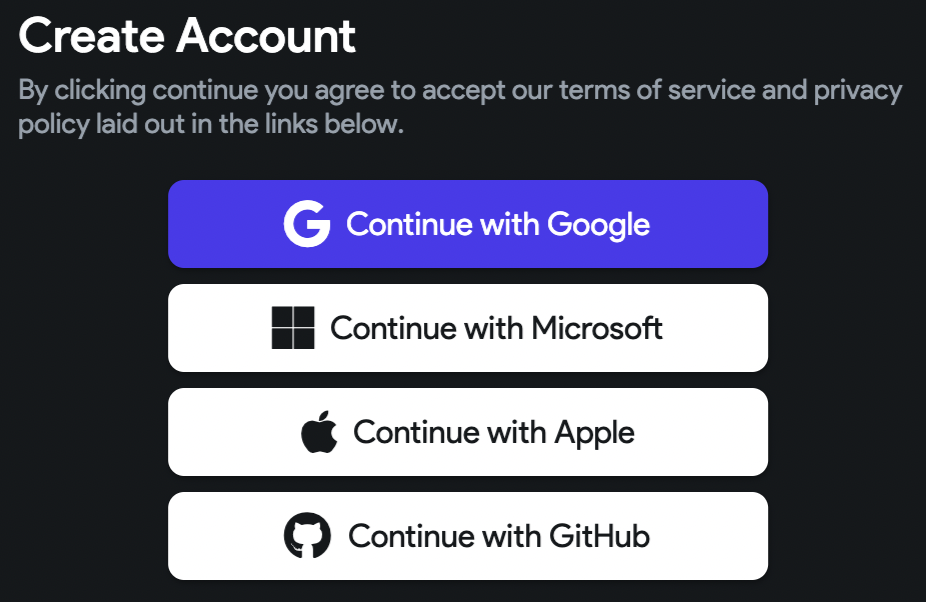 Create Account
By clicking continue you agree to accept our terms of service and privacy
policy laid out in the links below.
Continue with Google
Continue with Microsoft
Continue with Apple
Continue with GitHub